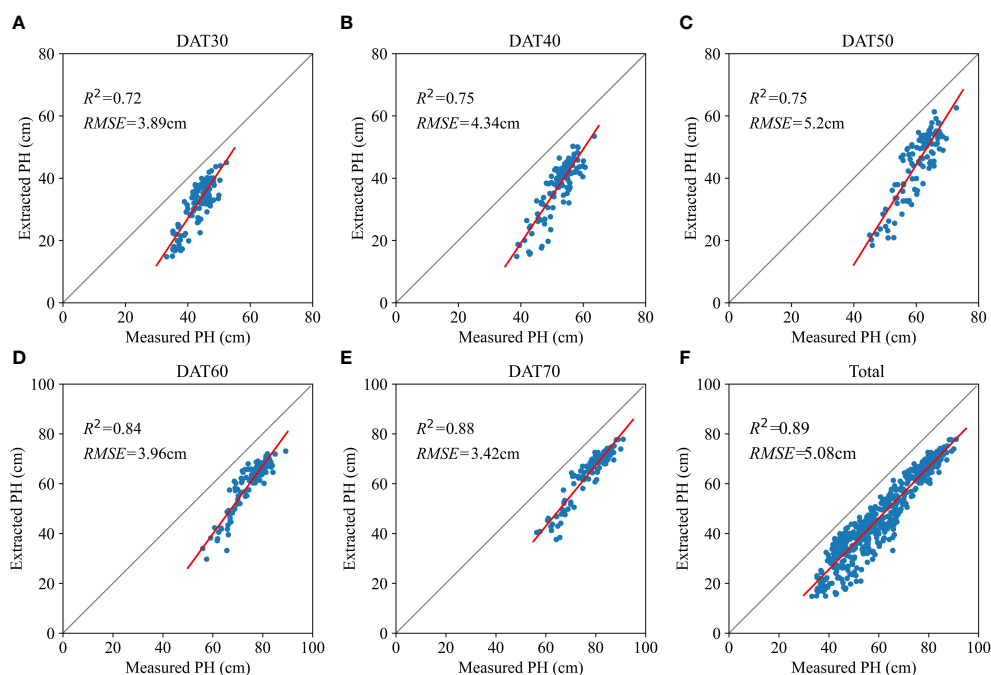 A
DAT30
80
60
40
20
0
R²=0.72
RMSE=3.89cm
Extracted PH (cm)
0 20 40 60 80
Measured PH (cm)
B
DAT40
80
60
40
20
0
R²=0.75
RMSE=4.34cm
Extracted PH (cm)
0 20 40 60 80
Measured PH (cm)
C
DAT50
80
60
40
20
0
R²=0.75
RMSE=5.2cm
Extracted PH (cm)
0 20 40 60 80
Measured PH (cm)
D
DAT60
100
80
60
40
20
0
R²=0.84
RMSE=3.96cm
Extracted PH (cm)
0 20 40 60 80 100
Measured PH (cm)
E
DAT70
100
80
60
40
20
0
R²=0.88
RMSE=3.42cm
Extracted PH (cm)
0 20 40 60 80 100
Measured PH (cm)
F
Total
100
80
60
40
20
0
R²=0.89
RMSE=5.08cm
Extracted PH (cm)
0 20 40 60 80 100
Measured PH (cm)